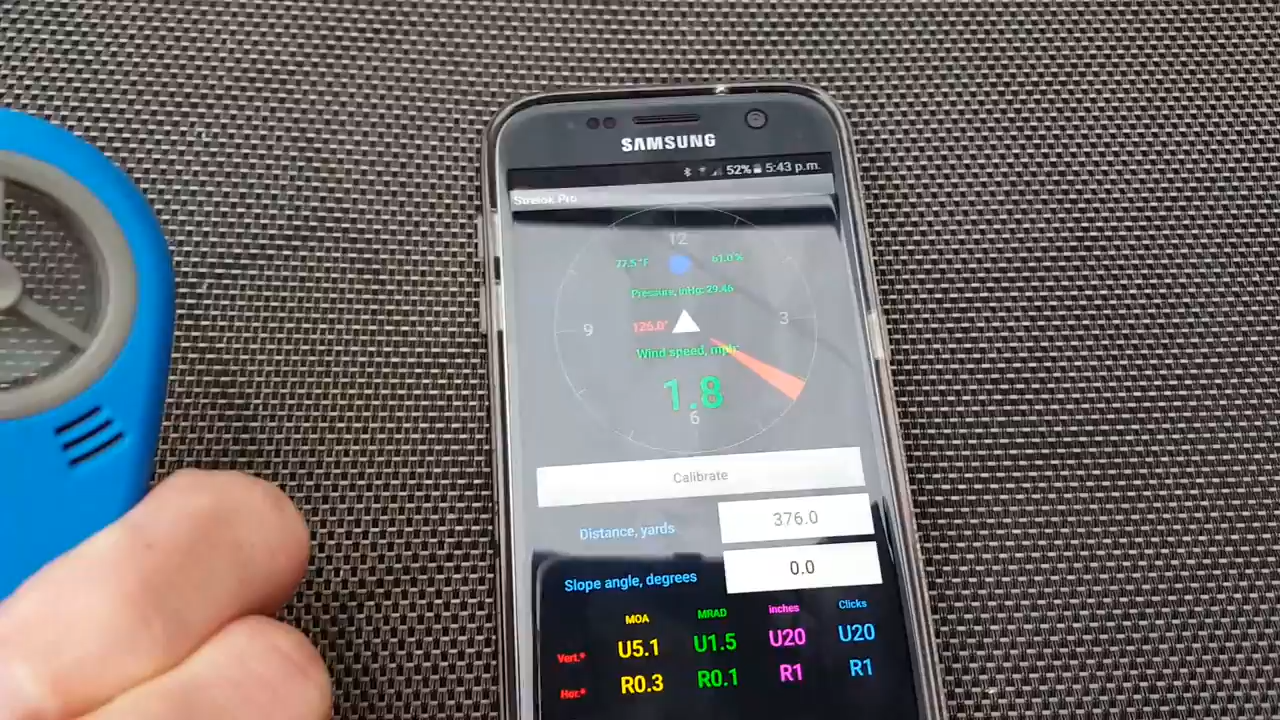 SAMSUNG
52% 5:43 p.m.
Strelok Pro
12
77.5°F 61.0 %
Pressure, inHg: 29.46
126.0° 3
9
Wind speed, mph:
1.8
6
Calibrate
Distance, yards 376.0
Slope angle, degrees 0.0
MOA MRAD inches Clicks
Vert.* U5.1 U1.5 U20 U20
Hor.* R0.3 R0.1 R1 R1